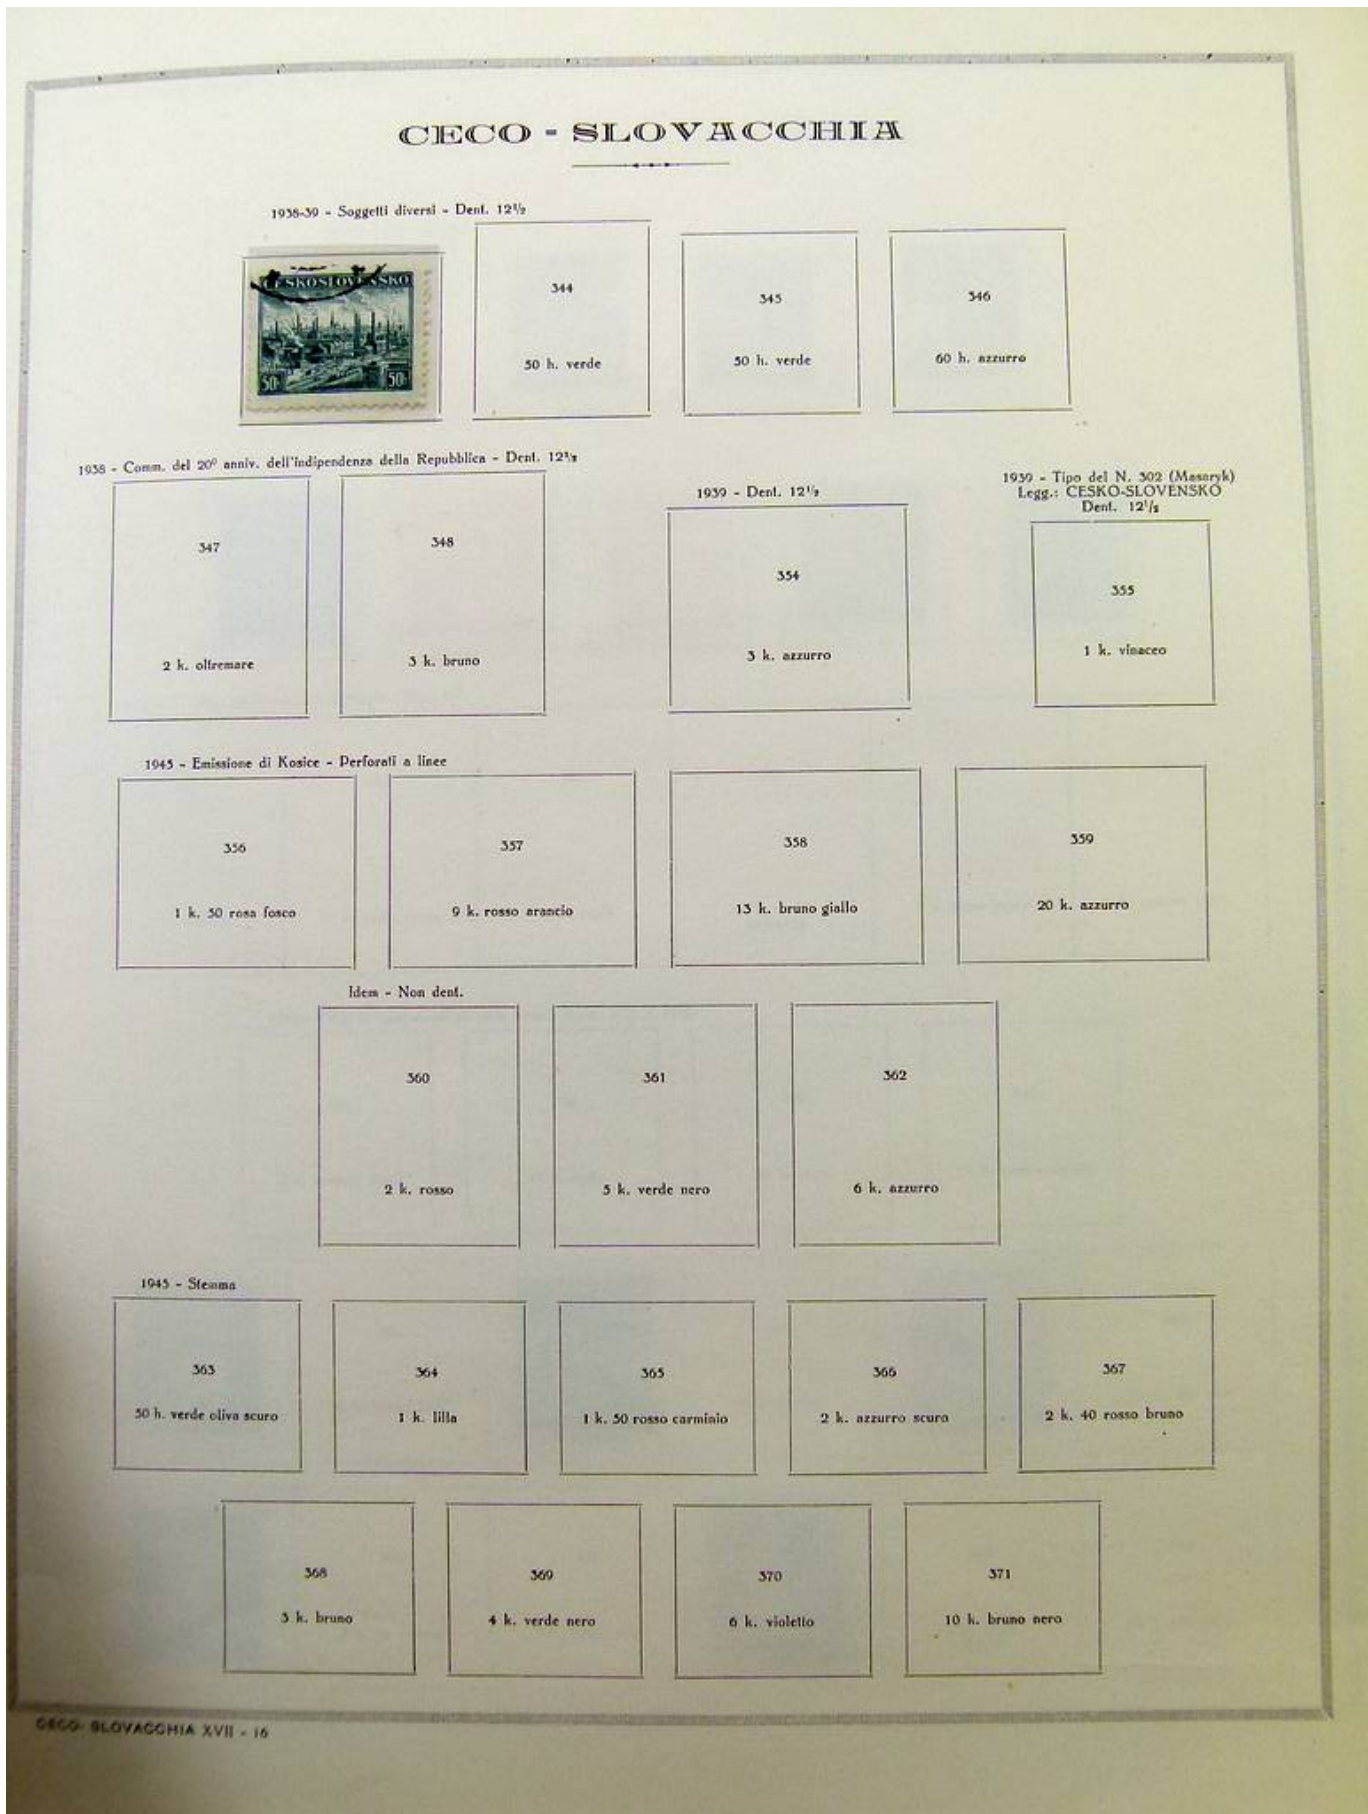 CECO - SLOVACCHIA
1938-39 - Soggetti diversi - Dent. 12½
ČESKOSLOVENSKO
50h 50h
344
50 h. verde
345
50 h. verde
346
60 h. azzurro
1938 - Comm. del 20º anniv. dell'indipendenza della Repubblica - Dent. 12½
347
2 k. oltremare
348
3 k. bruno
1939 - Dent. 12½
354
3 k. azzurro
1939 - Tipo del N. 302 (Masaryk)
Legg.: CESKO-SLOVENSKO
Dent. 12½
355
1 k. vinaceo
1945 - Emissione di Kosice - Perforati a linee
356
1 k. 50 rosa fosco
357
9 k. rosso arancio
358
13 k. bruno giallo
359
20 k. azzurro
Idem - Non dent.
360
2 k. rosso
361
5 k. verde nero
362
6 k. azzurro
1945 - Stemma
363
50 h. verde oliva scuro
364
1 k. lilla
365
1 k. 50 rosso carminio
366
2 k. azzurro scuro
367
2 k. 40 rosso bruno
368
3 k. bruno
369
4 k. verde nero
370
6 k. violetto
371
10 k. bruno nero
CECO- SLOVACCHIA XVII - 16